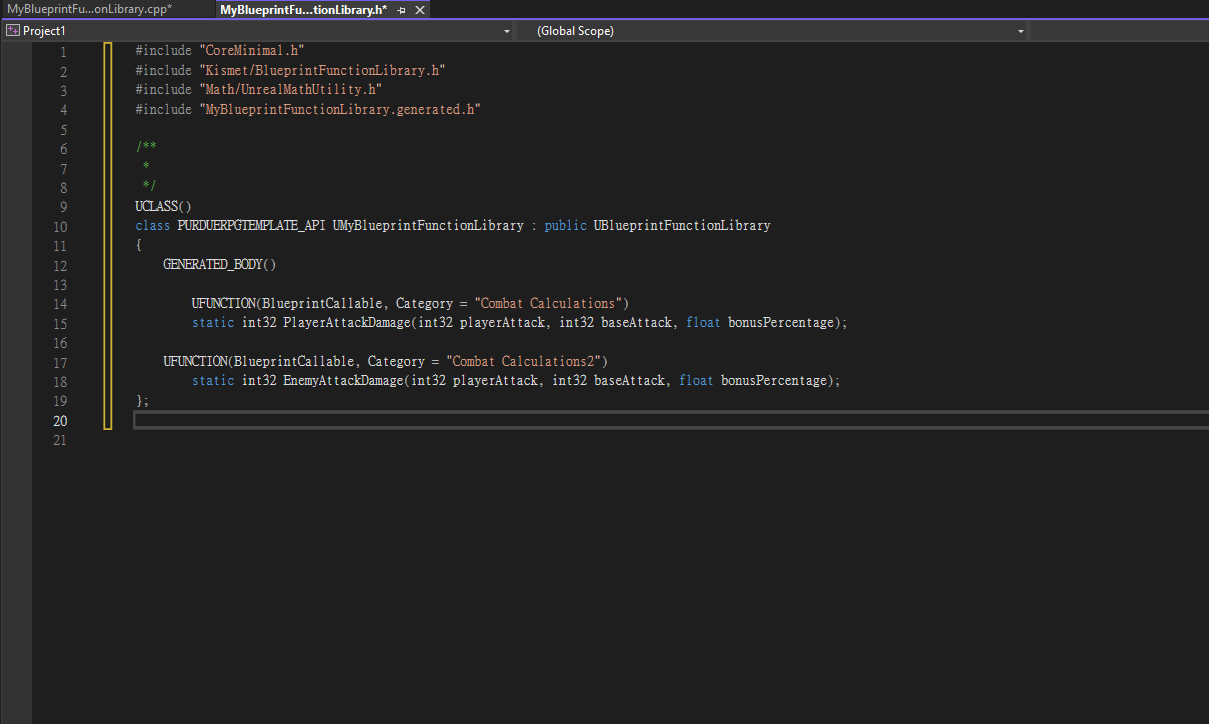 MyBlueprintFu...onLibrary.cpp*
MyBlueprintFu...tionLibrary.h*
Project1
(Global Scope)
1 #include "CoreMinimal.h"
2 #include "Kismet/BlueprintFunctionLibrary.h"
3 #include "Math/UnrealMathUtility.h"
4 #include "MyBlueprintFunctionLibrary.generated.h"
5
6 /**
7 *
8 */
9 UCLASS()
10 class PURDUERPGTEMPLATE_API UMyBlueprintFunctionLibrary : public UBlueprintFunctionLibrary
11 {
12 GENERATED_BODY()
13
14 UFUNCTION(BlueprintCallable, Category = "Combat Calculations")
15 static int32 PlayerAttackDamage(int32 playerAttack, int32 baseAttack, float bonusPercentage);
16
17 UFUNCTION(BlueprintCallable, Category = "Combat Calculations2")
18 static int32 EnemyAttackDamage(int32 playerAttack, int32 baseAttack, float bonusPercentage);
19 };
20
21